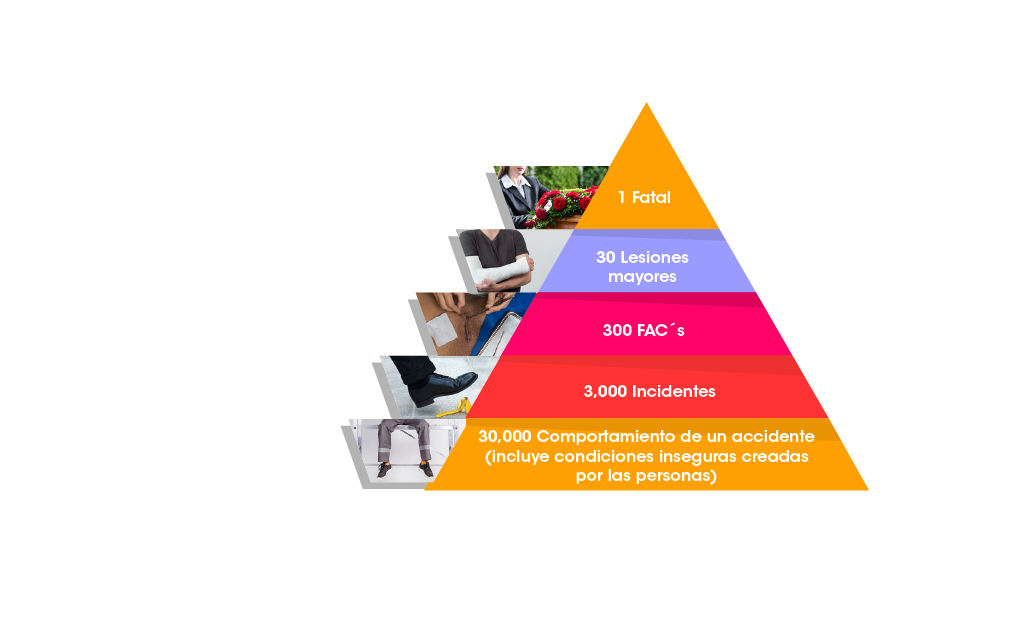 1 Fatal
30 Lesiones
mayores
300 FAC´s
3,000 Incidentes
30,000 Comportamiento de un accidente
(incluye condiciones inseguras creadas
por las personas)